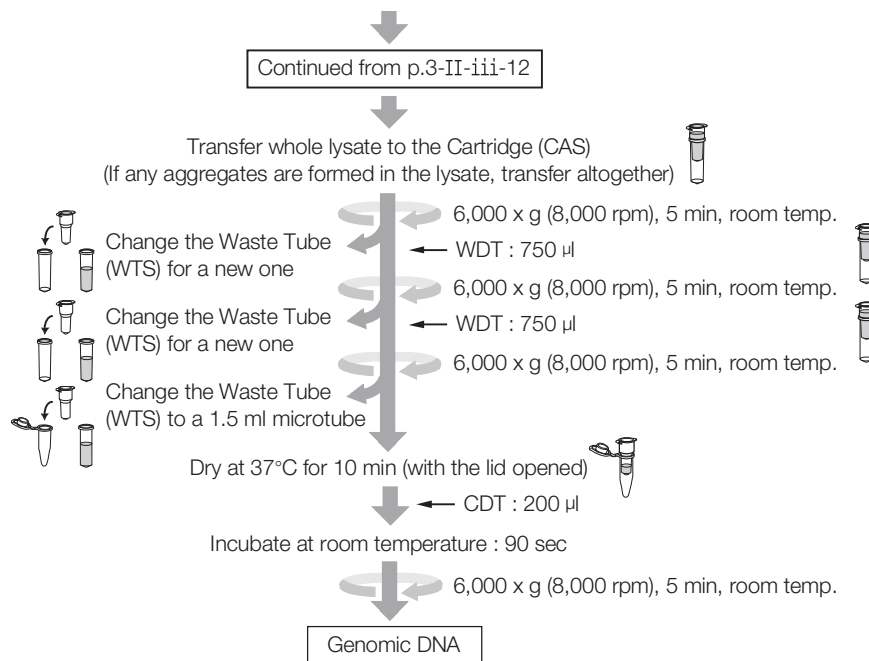 Continued from p.3-II-iii-12
Transfer whole lysate to the Cartridge (CAS)
(If any aggregates are formed in the lysate, transfer altogether)
6,000 x g (8,000 rpm), 5 min, room temp.
Change the Waste Tube
(WTS) for a new one
WDT : 750 µl
6,000 x g (8,000 rpm), 5 min, room temp.
Change the Waste Tube
(WTS) for a new one
WDT : 750 µl
6,000 x g (8,000 rpm), 5 min, room temp.
Change the Waste Tube
(WTS) to a 1.5 ml microtube
Dry at 37°C for 10 min (with the lid opened)
CDT : 200 µl
Incubate at room temperature : 90 sec
6,000 x g (8,000 rpm), 5 min, room temp.
Genomic DNA